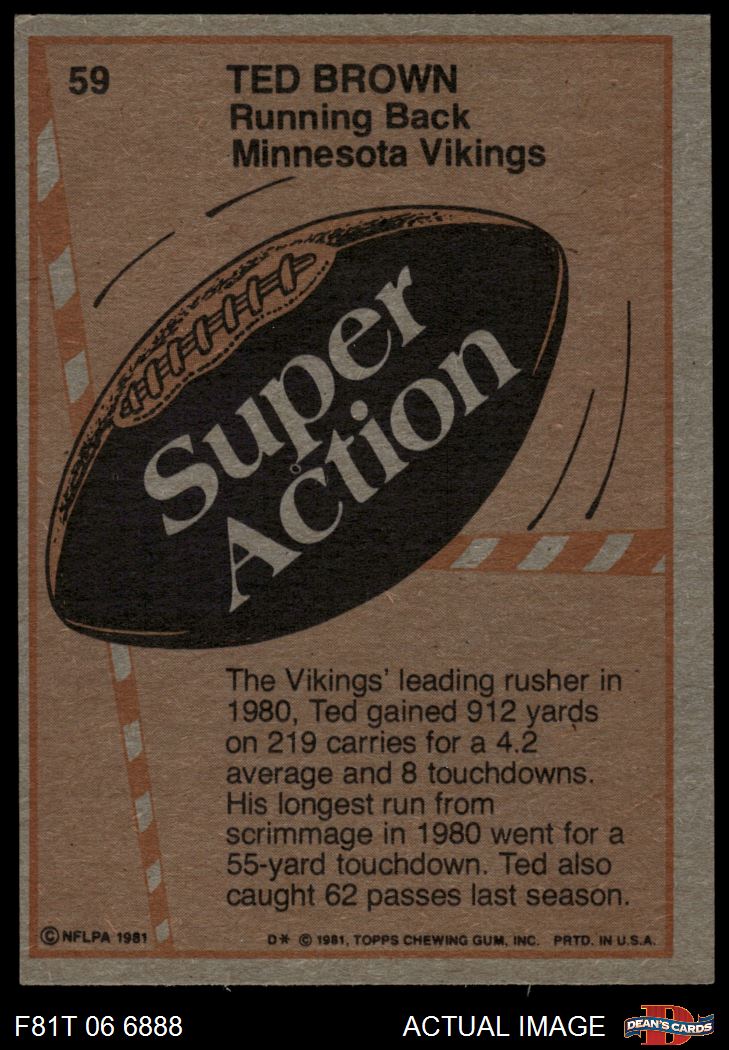 59
TED BROWN
Running Back
Minnesota Vikings
Super
Action
The Vikings' leading rusher in
1980, Ted gained 912 yards
on 219 carries for a 4.2
average and 8 touchdowns.
His longest run from
scrimmage in 1980 went for a
55-yard touchdown. Ted also
caught 62 passes last season.
© NFLPA 1981
D* © 1981, TOPPS CHEWING GUM, INC. PRTD. IN U.S.A.
F81T 06 6888
ACTUAL IMAGE
D
DEAN'S CARDS